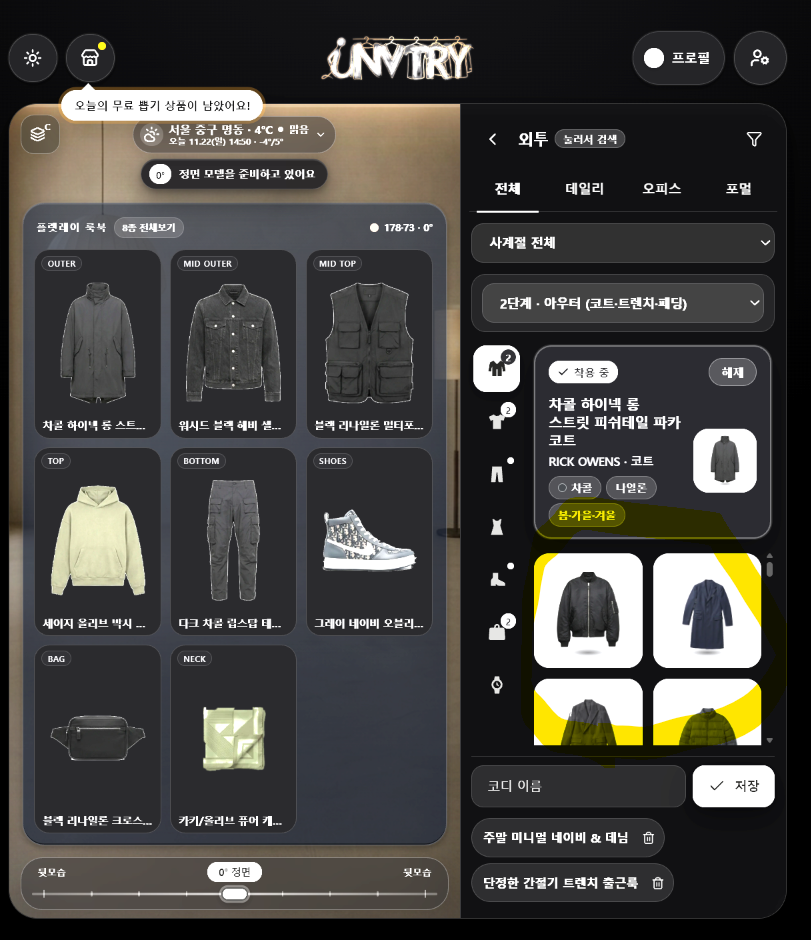 iNVTRY
프로필
오늘의 무료 뽑기 상품이 남았어요!
C
서울 중구 명동 · 4°C ● 맑음
오늘 11.22(일) 14:50 · -4°/5°
0° 정면 모델을 준비하고 있어요
플랫레이 룩북 8종 전체보기
178·73 · 0°
OUTER
차콜 하이넥 롱 스트...
MID OUTER
워시드 블랙 헤비 셀...
MID TOP
블랙 리나일론 멀티포...
TOP
세이지 올리브 박시 ...
BOTTOM
다크 차콜 립스탑 테...
SHOES
그레이 네이비 오블리...
BAG
블랙 리나일론 크로스...
NECK
카키/올리브 퓨어 캐...
뒷모습
0° 정면
뒷모습
외투 눌러서 검색
전체
데일리
오피스
포멀
사계절 전체
2단계 · 아우터 (코트·트렌치·패딩)
2
2
2
착용 중
해제
차콜 하이넥 롱
스트릿 피쉬테일 파카
코트
RICK OWENS · 코트
차콜
나일론
봄·가을·겨울
코디 이름
저장
주말 미니멀 네이비 & 데님
단정한 간절기 트렌치 출근룩